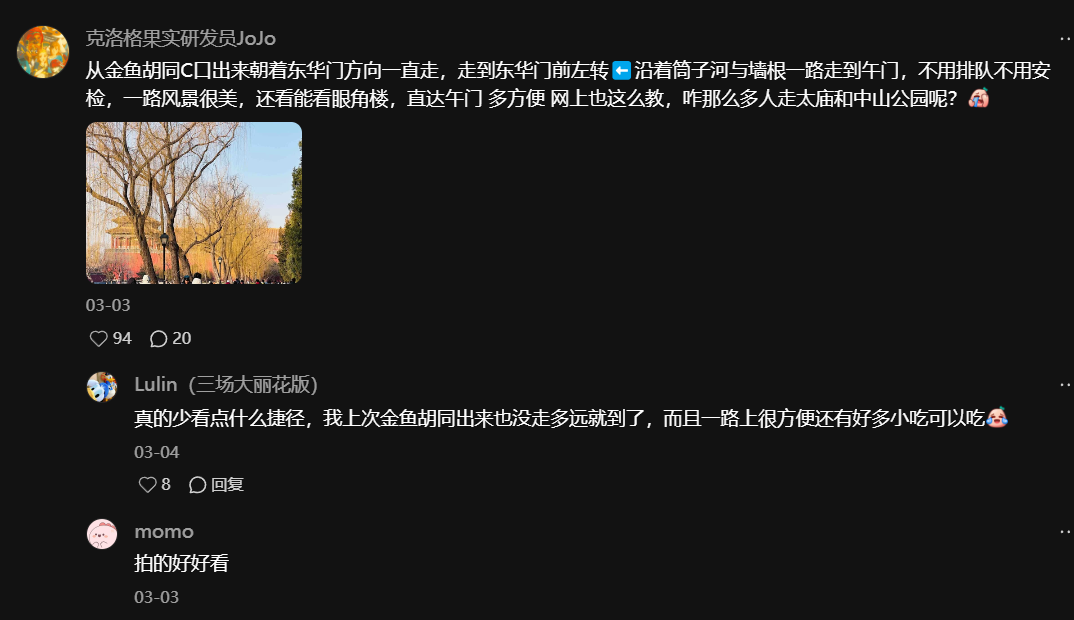 克洛格果实研发员JoJo
从金鱼胡同C口出来朝着东华门方向一直走，走到东华门前左转⬅️沿着筒子河与墙根一路走到午门，不用排队不用安
检，一路风景很美，还看能看眼角楼，直达午门 多方便 网上也这么教，咋那么多人走太庙和中山公园呢？
03-03
94 20
Lulin（三场大丽花版）
真的少看点什么捷径，我上次金鱼胡同出来也没走多远就到了，而且一路上很方便还有好多小吃可以吃
03-04
8 回复
momo
拍的好好看
03-03